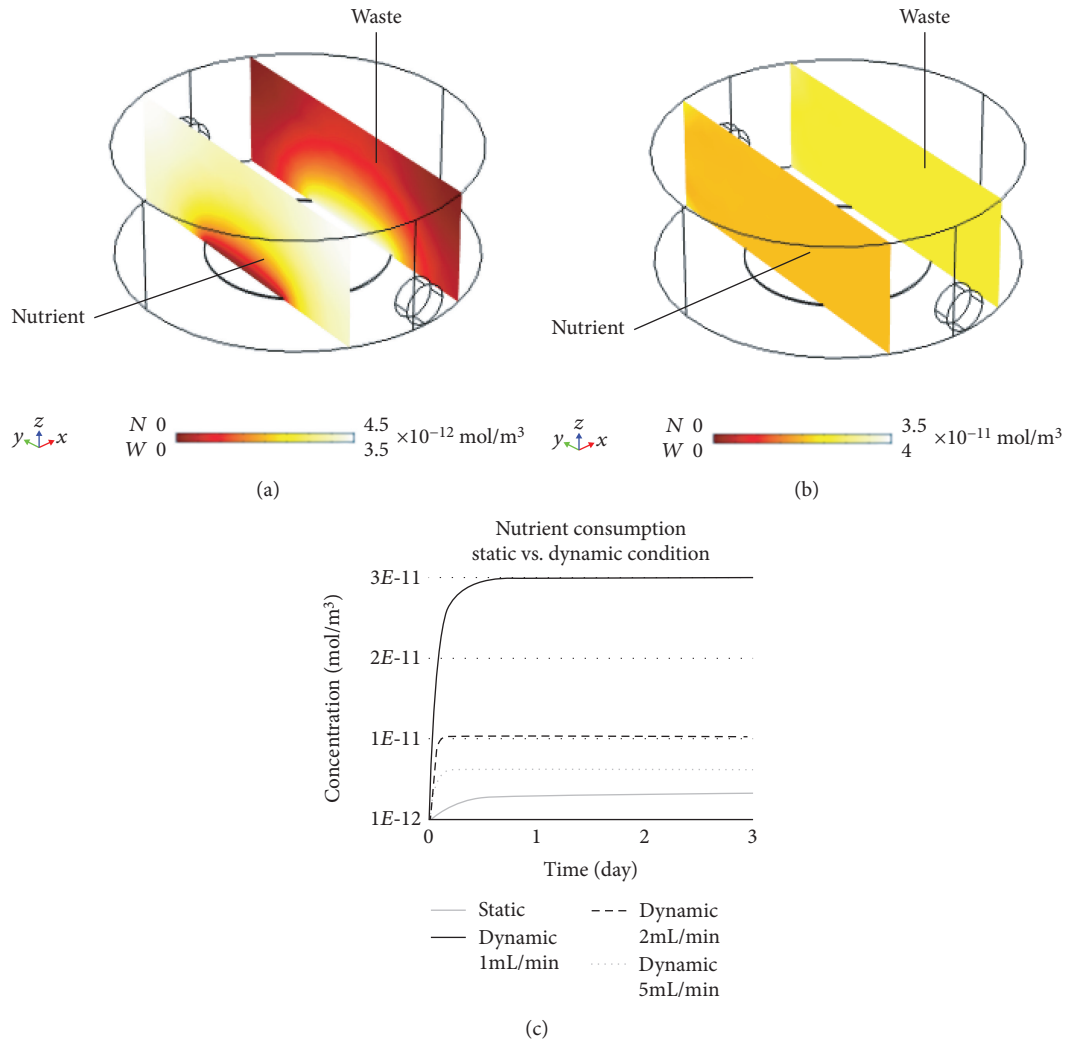 Waste
Nutrient
N 0 4.5
W 0 3.5
×10−12 mol/m3
y z x
(a)
Waste
Nutrient
N 0 3.5
W 0 4
×10−11 mol/m3
y z x
(b)
Nutrient consumption
static vs. dynamic condition
Concentration (mol/m3)
3E-11
2E-11
1E-11
1E-12
0 1 2 3
Time (day)
Static
Dynamic
1mL/min
Dynamic
2mL/min
Dynamic
5mL/min
(c)